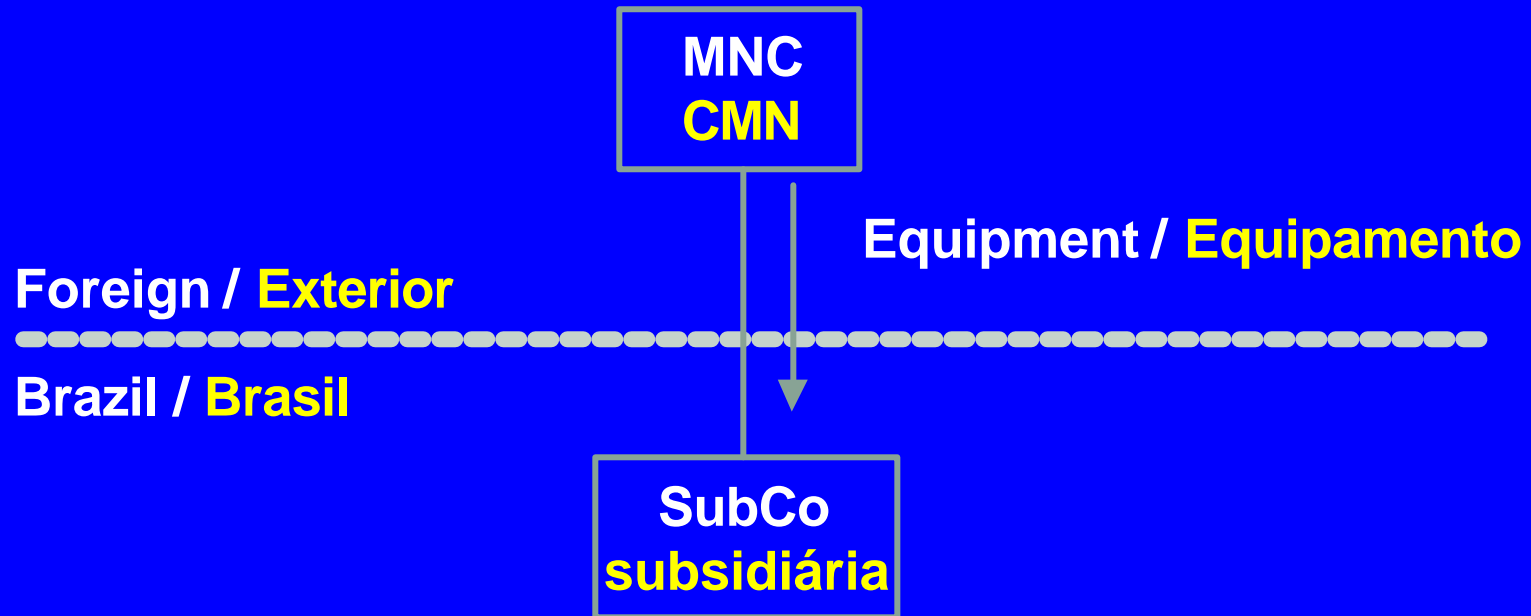 MNC
CMN
Equipment / Equipamento
Foreign / Exterior
Brazil / Brasil
SubCo
subsidiária